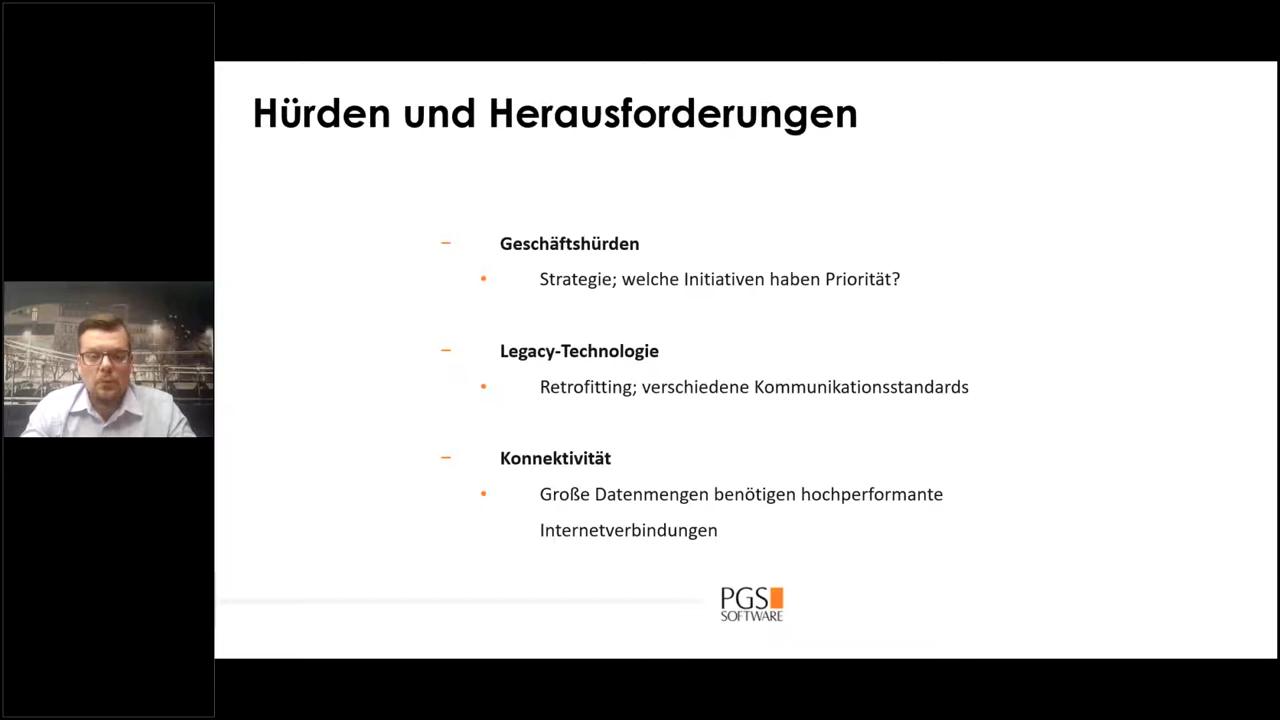 Hürden und Herausforderungen
– Geschäftshürden
• Strategie; welche Initiativen haben Priorität?
– Legacy-Technologie
• Retrofitting; verschiedene Kommunikationsstandards
– Konnektivität
• Große Datenmengen benötigen hochperformante
Internetverbindungen
PGS
SOFTWARE